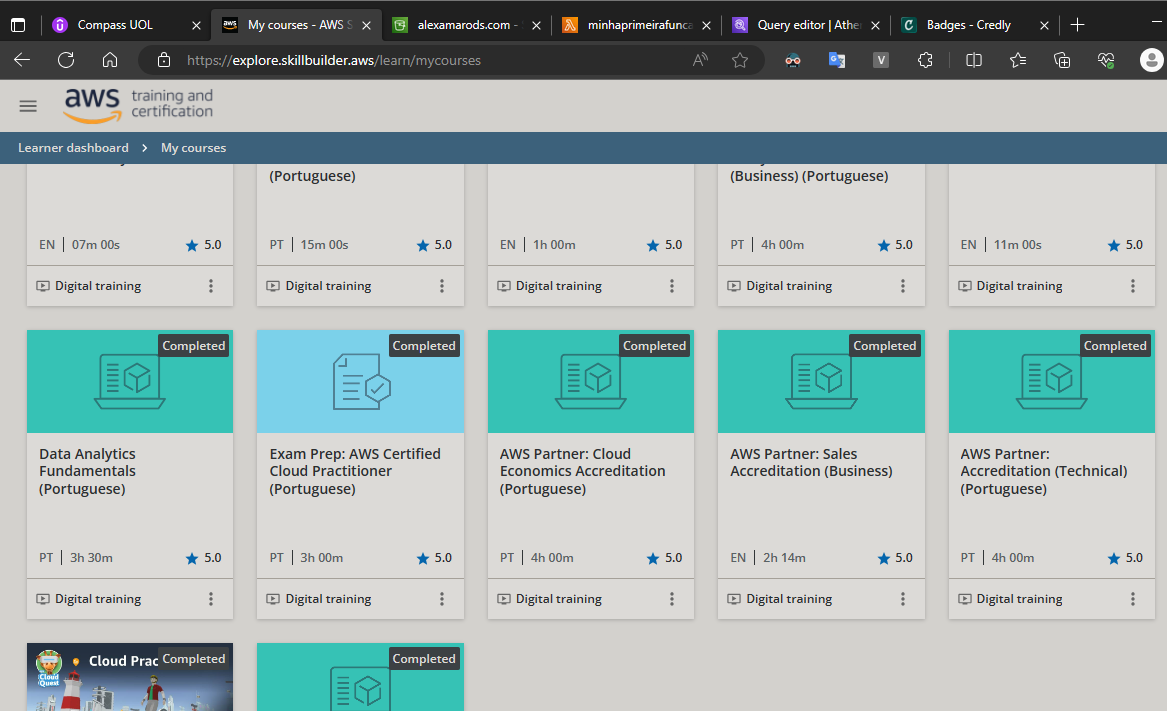 Compass UOL
My courses - AWS S
alexamarods.com -
minhaprimeirafunca
Query editor | Athe
Badges - Credly
https://explore.skillbuilder.aws/learn/mycourses
aws training and
certification
Learner dashboard > My courses
(Portuguese)
(Business) (Portuguese)
EN | 07m 00s 5.0
PT | 15m 00s 5.0
EN | 1h 00m 5.0
PT | 4h 00m 5.0
EN | 11m 00s 5.0
Digital training
Digital training
Digital training
Digital training
Digital training
Completed
Data Analytics
Fundamentals
(Portuguese)
PT | 3h 30m 5.0
Digital training
Completed
Exam Prep: AWS Certified
Cloud Practitioner
(Portuguese)
PT | 3h 00m 5.0
Digital training
Completed
AWS Partner: Cloud
Economics Accreditation
(Portuguese)
PT | 4h 00m 5.0
Digital training
Completed
AWS Partner: Sales
Accreditation (Business)
EN | 2h 14m 5.0
Digital training
Completed
AWS Partner:
Accreditation (Technical)
(Portuguese)
PT | 4h 00m 5.0
Digital training
Cloud
Quest
Cloud Prac
Completed
Completed